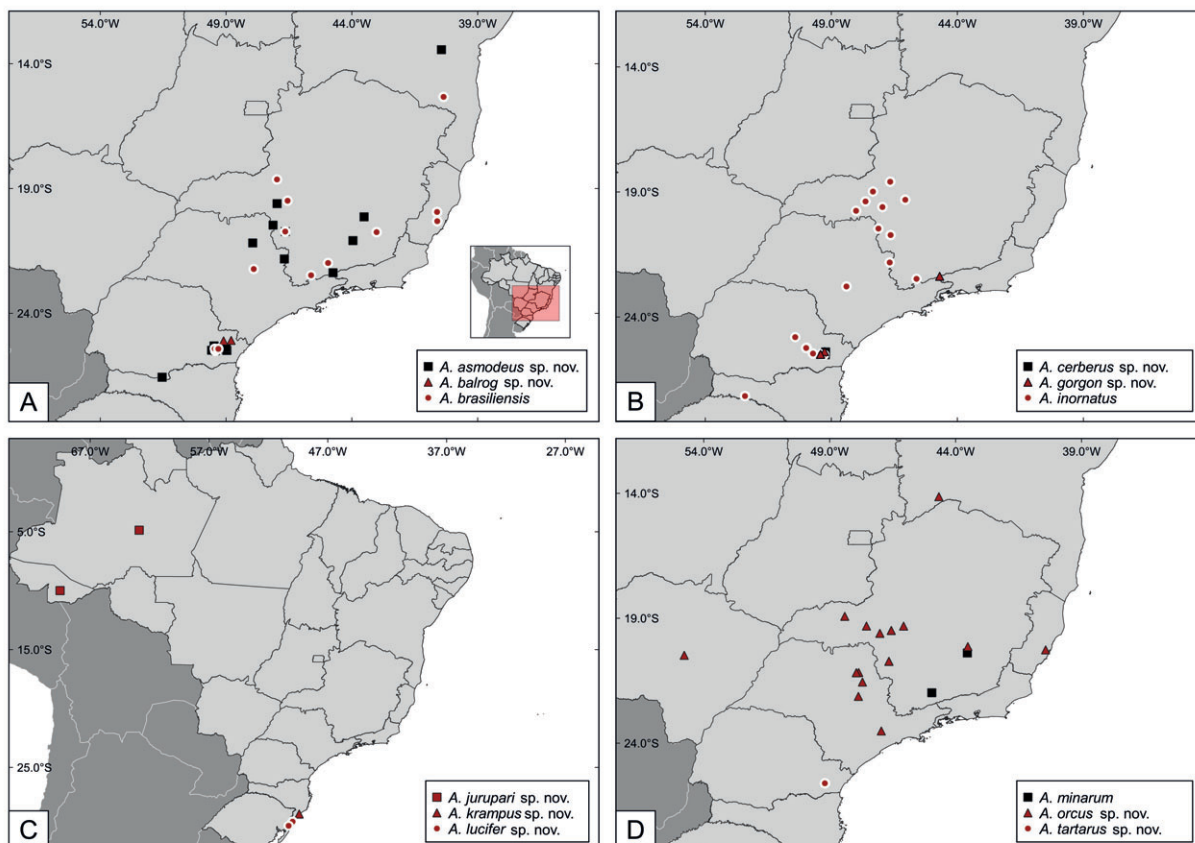 54.0°W 49.0°W 44.0°W 39.0°W
14.0°S
19.0°S
24.0°S
A. asmodeus sp. nov.
A. balrog sp. nov.
A. brasiliensis
A
54.0°W 49.0°W 44.0°W 39.0°W
14.0°S
19.0°S
24.0°S
A. cerberus sp. nov.
A. gorgon sp. nov.
A. inornatus
B
67.0°W 57.0°W 47.0°W 37.0°W 27.0°W
5.0°S
15.0°S
25.0°S
A. jurupari sp. nov.
A. krampus sp. nov.
A. lucifer sp. nov.
C
54.0°W 49.0°W 44.0°W 39.0°W
14.0°S
19.0°S
24.0°S
A. minarum
A. orcus sp. nov.
A. tartarus sp. nov.
D